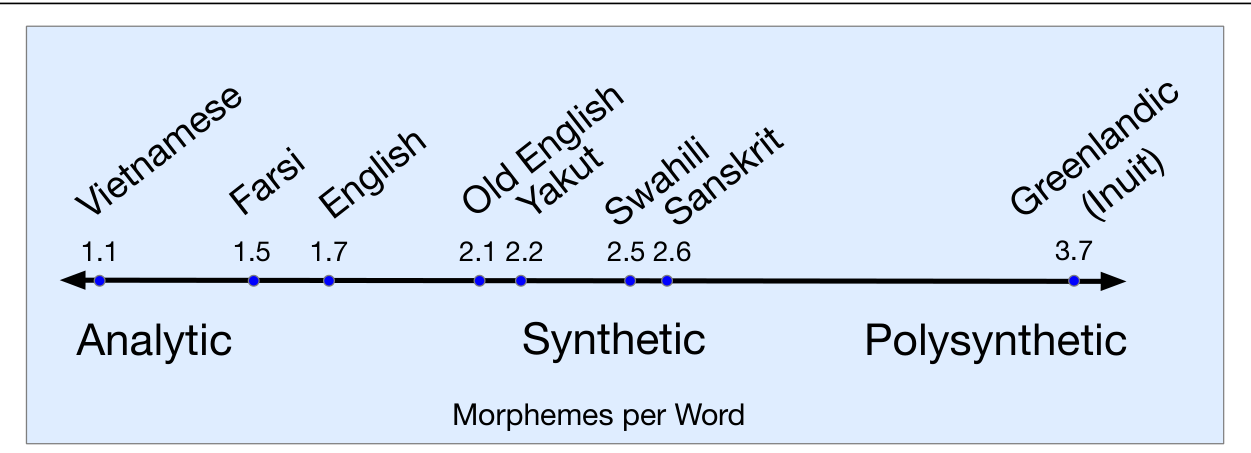 Vietnamese
Farsi
English
Old English
Yakut
Swahili
Sanskrit
Greenlandic
(Inuit)
1.1 1.5 1.7 2.1 2.2 2.5 2.6 3.7
Analytic Synthetic Polysynthetic
Morphemes per Word